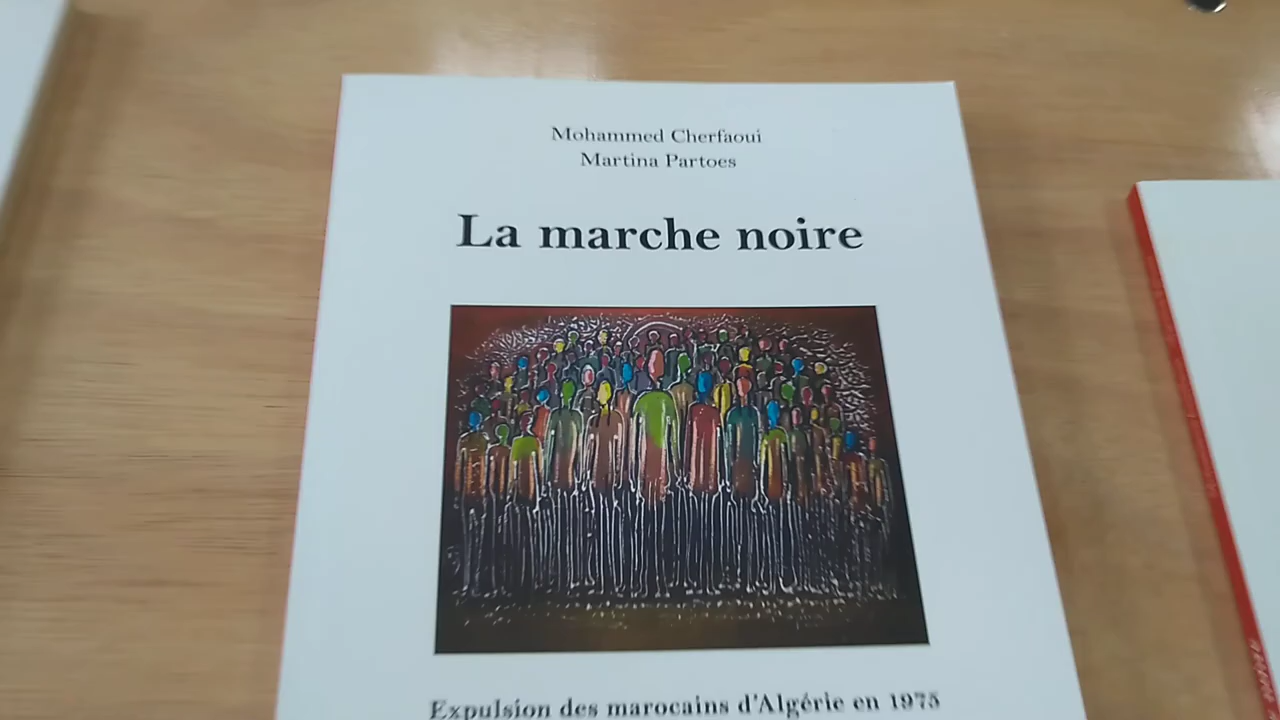 Mohammed Cherfaoui
Martina Partoes
La marche noire
Expulsion des marocains d'Algérie en 1975